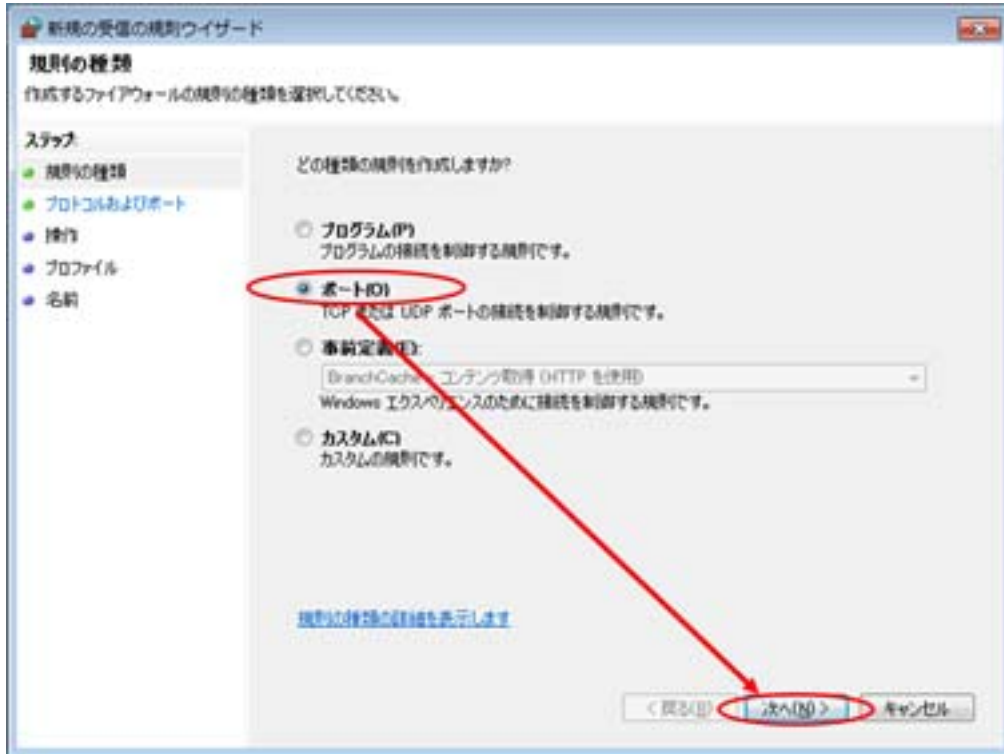 新規の受信の規則ウィザード
規則の種類
作成するファイアウォールの規則の種類を選択してください。
ステップ:
規則の種類
プロトコルおよびポート
操作
プロファイル
名前
どの種類の規則を作成しますか?
プログラム(P)
プログラムの接続を制御する規則です。
ポート(O)
TCP または UDP ポートの接続を制御する規則です。
事前定義(E):
BranchCache - コンテンツ取得 (HTTP を使用)
Windows エクスペリエンスのために接続を制御する規則です。
カスタム(C)
カスタムの規則です。
規則の種類の詳細を表示します
< 戻る(B)
次へ(N) >
キャンセル